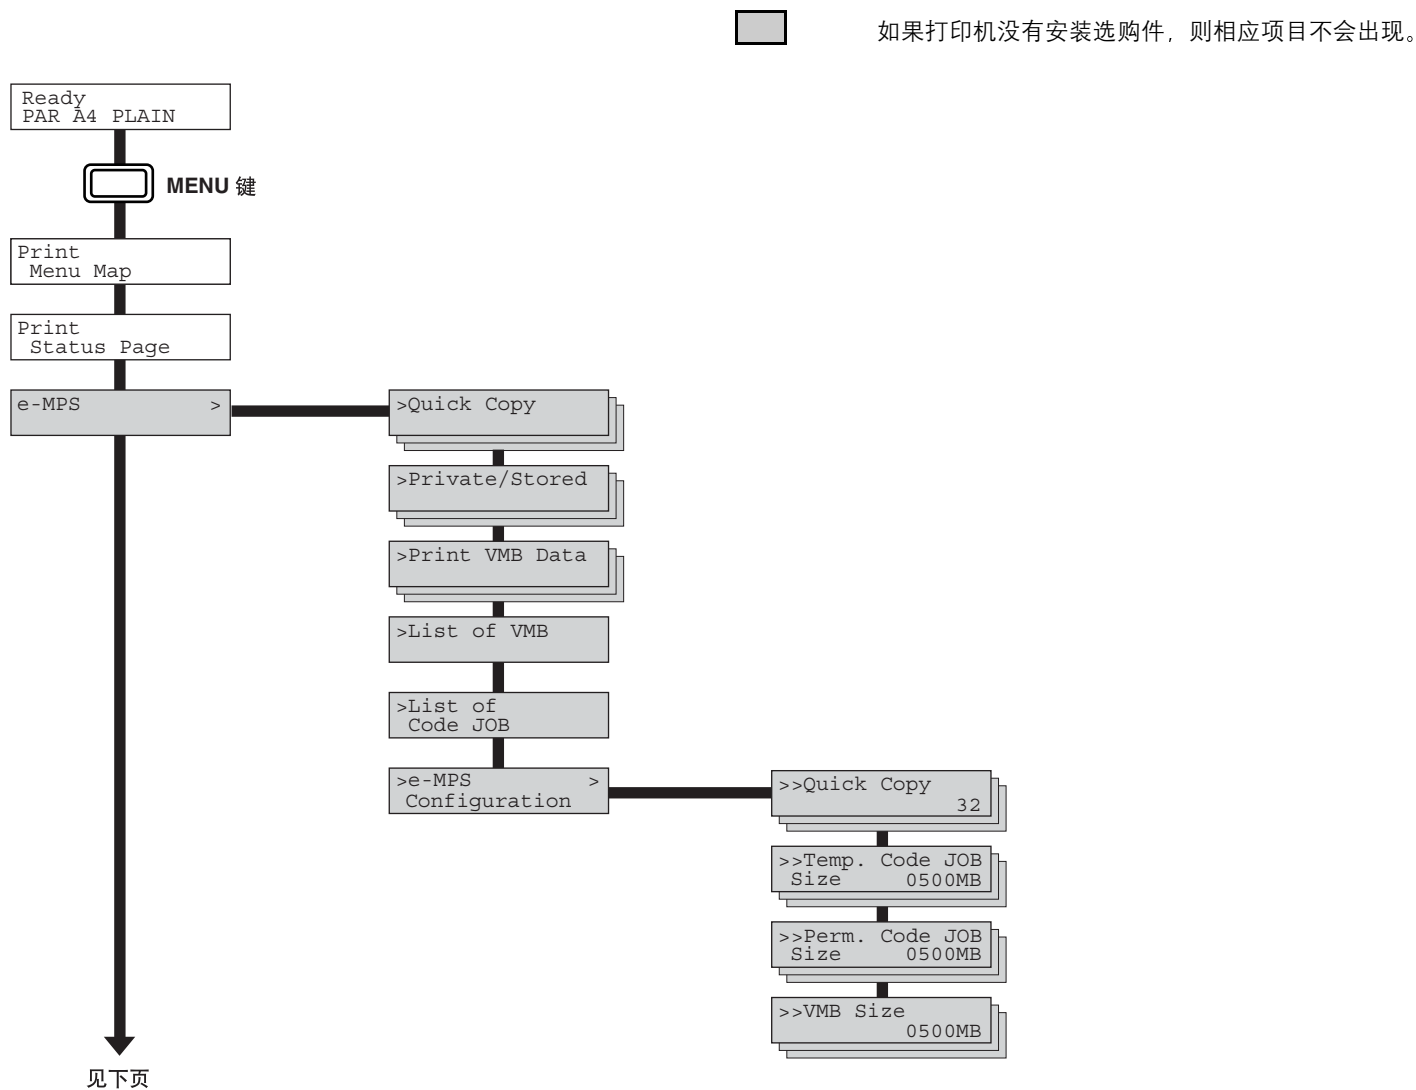 如果打印机没有安装选购件，则相应项目不会出现。
Ready
PAR A4 PLAIN
MENU 键
Print
Menu Map
Print
Status Page
e-MPS >
>Quick Copy
>Private/Stored
>Print VMB Data
>List of VMB
>List of
Code JOB
>e-MPS >
Configuration
>>Quick Copy
32
>>Temp. Code JOB
Size 0500MB
>>Perm. Code JOB
Size 0500MB
>>VMB Size
0500MB
见下页